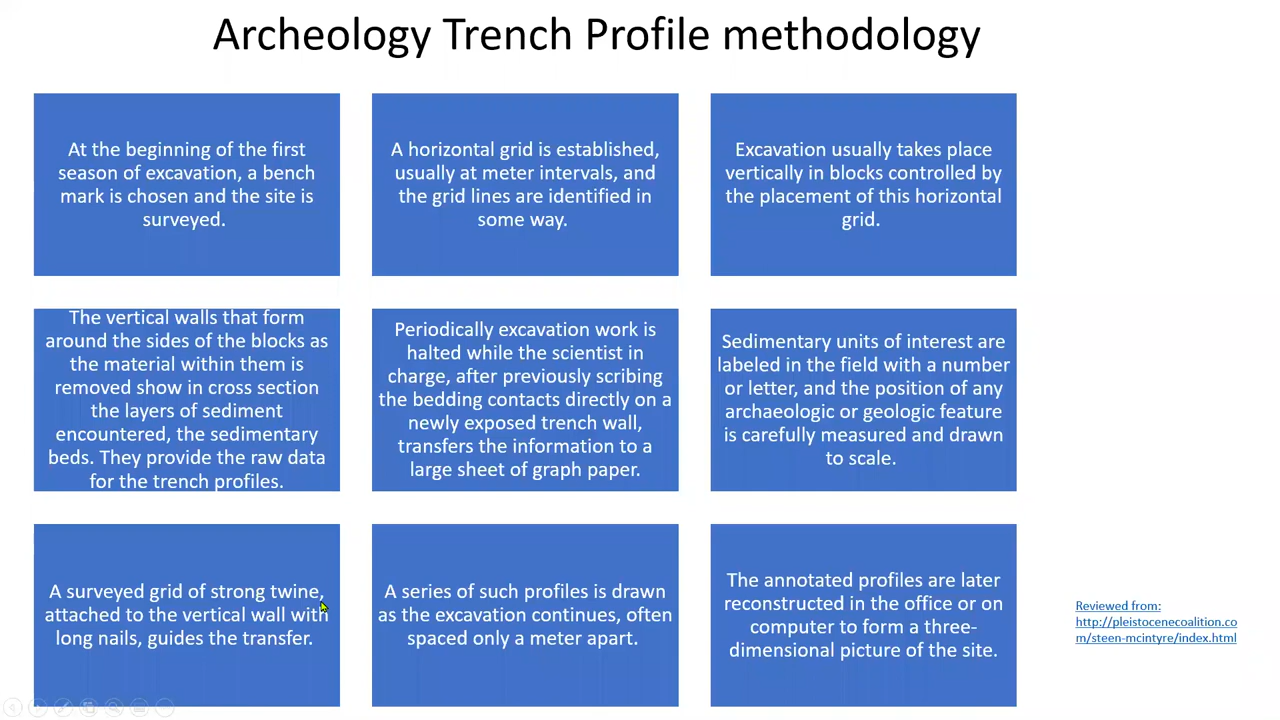 Archeology Trench Profile methodology
At the beginning of the first
season of excavation, a bench
mark is chosen and the site is
surveyed.
A horizontal grid is established,
usually at meter intervals, and
the grid lines are identified in
some way.
Excavation usually takes place
vertically in blocks controlled by
the placement of this horizontal
grid.
The vertical walls that form
around the sides of the blocks as
the material within them is
removed show in cross section
the layers of sediment
encountered, the sedimentary
beds. They provide the raw data
for the trench profiles.
Periodically excavation work is
halted while the scientist in
charge, after previously scribing
the bedding contacts directly on a
newly exposed trench wall,
transfers the information to a
large sheet of graph paper.
Sedimentary units of interest are
labeled in the field with a number
or letter, and the position of any
archaeologic or geologic feature
is carefully measured and drawn
to scale.
A surveyed grid of strong twine,
attached to the vertical wall with
long nails, guides the transfer.
A series of such profiles is drawn
as the excavation continues, often
spaced only a meter apart.
The annotated profiles are later
reconstructed in the office or on
computer to form a three-
dimensional picture of the site.
Reviewed from:
http://pleistocenecoalition.co
m/steen-mcintyre/index.html